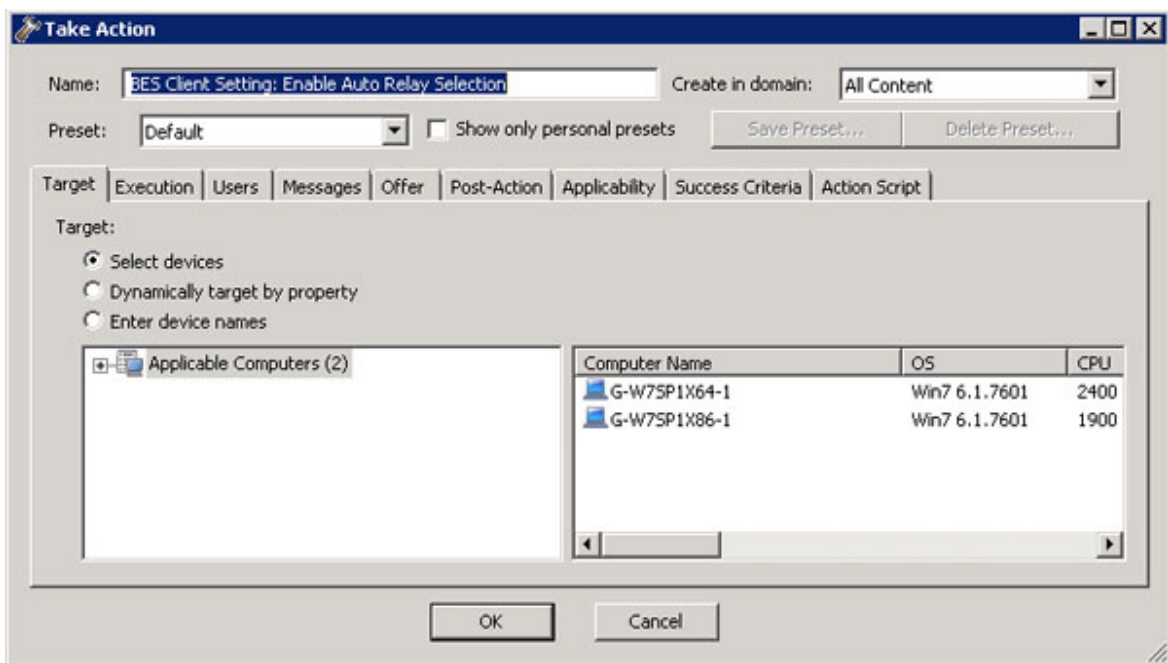 Take Action
Name: BES Client Setting: Enable Auto Relay Selection Create in domain: All Content
Preset: Default Show only personal presets Save Preset... Delete Preset...
Target Execution Users Messages Offer Post-Action Applicability Success Criteria Action Script
Target:
Select devices
Dynamically target by property
Enter device names
Applicable Computers (2)
Computer Name OS CPU
G-W7SP1X64-1 Win7 6.1.7601 2400
G-W7SP1X86-1 Win7 6.1.7601 1900
OK Cancel